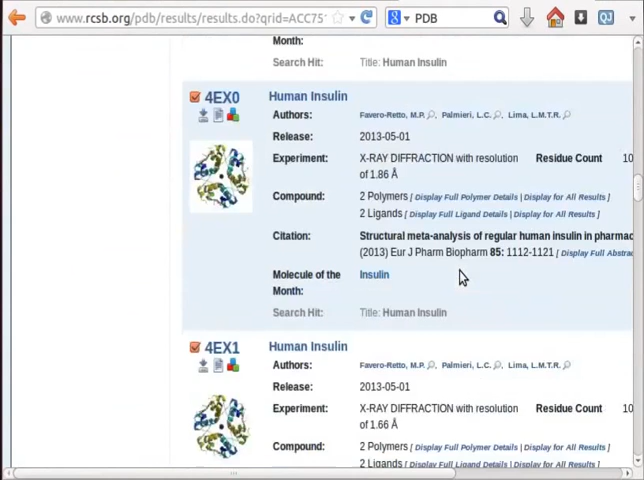 www.rcsb.org/pdb/results/results.do?qrid=ACC75
PDB
Month:
Search Hit: Title: Human Insulin
4EX0 Human Insulin
Authors: Favero-Retto, M.P. Palmieri, L.C. Lima, L.M.T.R.
Release: 2013-05-01
Experiment: X-RAY DIFFRACTION with resolution of 1.86 Å Residue Count 10
Compound: 2 Polymers [ Display Full Polymer Details | Display for All Results ]
2 Ligands [ Display Full Ligand Details | Display for All Results ]
Citation: Structural meta-analysis of regular human insulin in pharmac
(2013) Eur J Pharm Biopharm 85: 1112-1121 [ Display Full Abstrac
Molecule of the Month: Insulin
Search Hit: Title: Human Insulin
4EX1 Human Insulin
Authors: Favero-Retto, M.P. Palmieri, L.C. Lima, L.M.T.R.
Release: 2013-05-01
Experiment: X-RAY DIFFRACTION with resolution of 1.66 Å Residue Count 10
Compound: 2 Polymers [ Display Full Polymer Details | Display for All Results ]
2 Ligands [ Display Full Ligand Details | Display for All Results ]